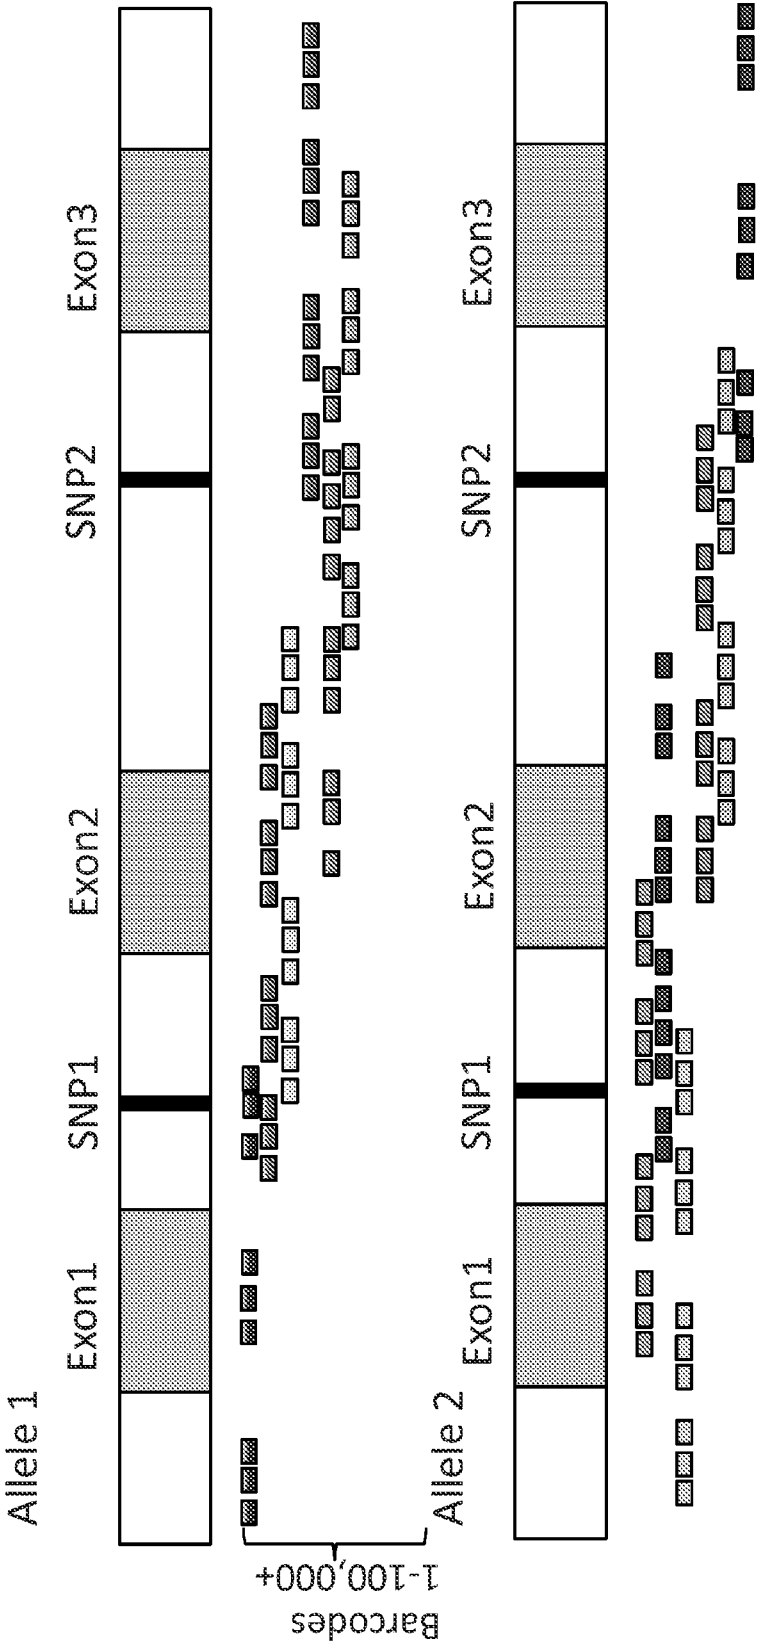 Allele 1
Exon1
SNP1
Exon2
SNP2
Exon3
Barcodes
1-100,000+
Allele 2
Exon1
SNP1
Exon2
SNP2
Exon3